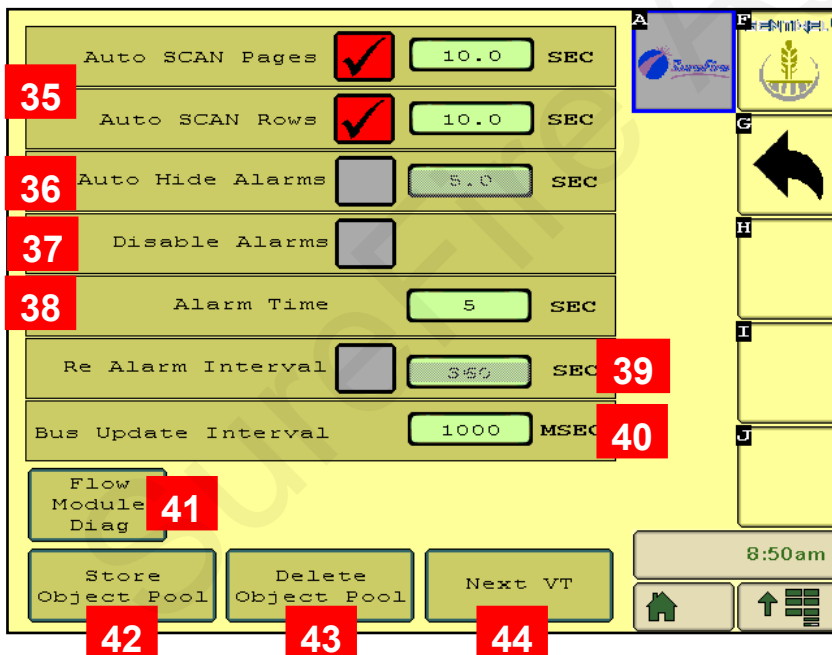 A
F
SENTINEL
Auto SCAN Pages 10.0 SEC
SureFire
35
G
Auto SCAN Rows 10.0 SEC
36
Auto Hide Alarms 5.0 SEC
37
Disable Alarms
H
38
Alarm Time 5 SEC
I
Re Alarm Interval 360 SEC
39
Bus Update Interval 1000 MSEC
40
J
Flow
Module
Diag
41
8:50am
Store
Object Pool
Delete
Object Pool
Next VT
42
43
44
SureFire